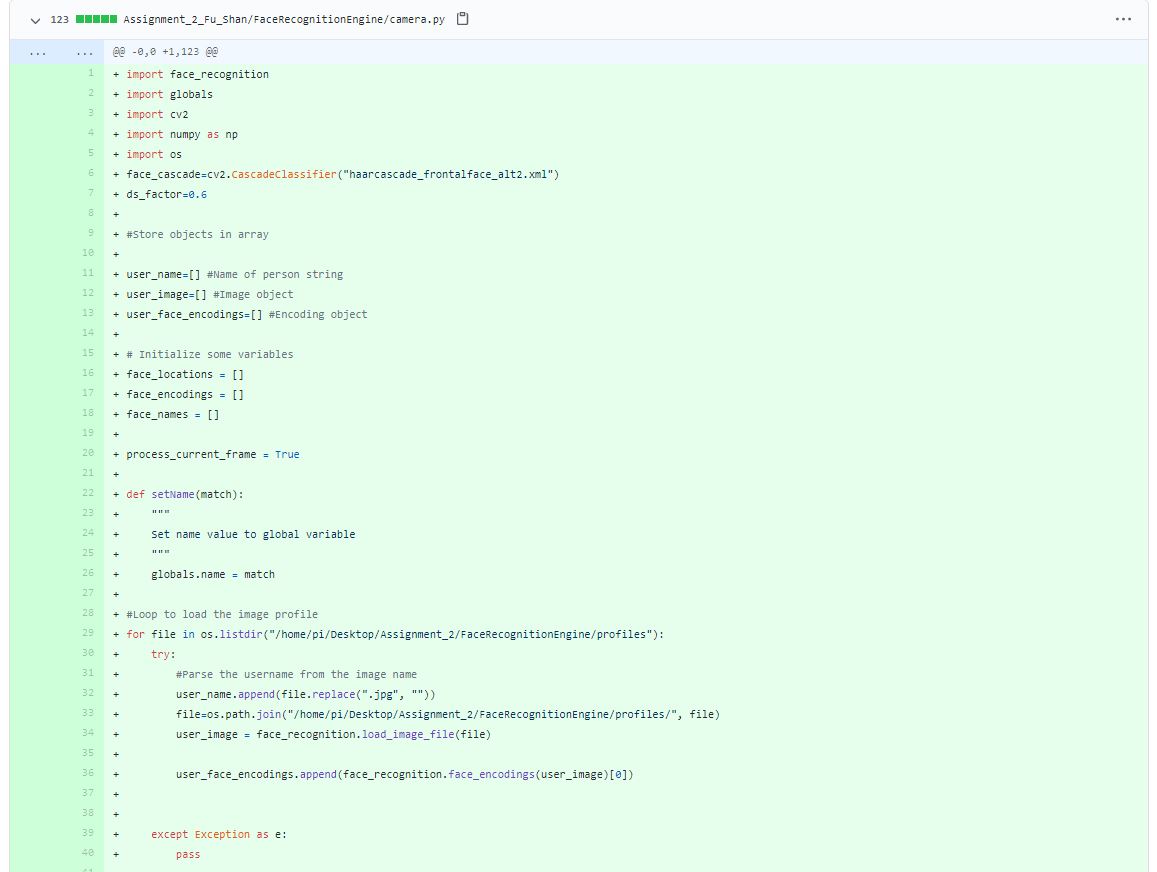 123 Assignment_2_Fu_Shan/FaceRecognitionEngine/camera.py ...
... ... @@ -0,0 +1,123 @@
1 + import face_recognition
2 + import globals
3 + import cv2
4 + import numpy as np
5 + import os
6 + face_cascade=cv2.CascadeClassifier("haarcascade_frontalface_alt2.xml")
7 + ds_factor=0.6
8 +
9 + #Store objects in array
10 +
11 + user_name=[] #Name of person string
12 + user_image=[] #Image object
13 + user_face_encodings=[] #Encoding object
14 +
15 + # Initialize some variables
16 + face_locations = []
17 + face_encodings = []
18 + face_names = []
19 +
20 + process_current_frame = True
21 +
22 + def setName(match):
23 +     """
24 +     Set name value to global variable
25 +     """
26 +     globals.name = match
27 +
28 + #Loop to load the image profile
29 + for file in os.listdir("/home/pi/Desktop/Assignment_2/FaceRecognitionEngine/profiles"):
30 +     try:
31 +         #Parse the username from the image name
32 +         user_name.append(file.replace(".jpg", ""))
33 +         file=os.path.join("/home/pi/Desktop/Assignment_2/FaceRecognitionEngine/profiles/", file)
34 +         user_image = face_recognition.load_image_file(file)
35 +
36 +         user_face_encodings.append(face_recognition.face_encodings(user_image)[0])
37 +
38 +
39 +     except Exception as e:
40 +         pass